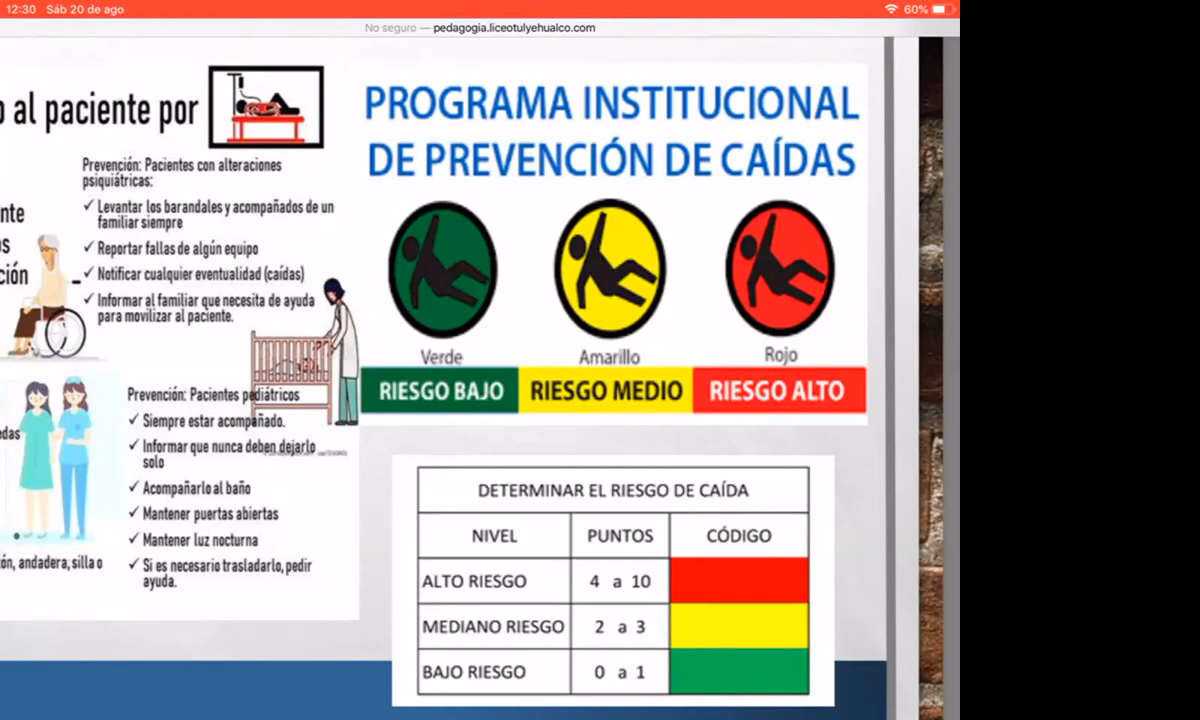 12:30 Sáb 20 de ago
60%
No seguro — pedagogia.liceotulyehualco.com
al paciente por
Prevención: Pacientes con alteraciones
psiquiátricas:
✓ Levantar los barandales y acompañados de un
familiar siempre
✓ Reportar fallas de algún equipo
✓ Notificar cualquier eventualidad (caídas)
✓ Informar al familiar que necesita de ayuda
para movilizar al paciente.
Prevención: Pacientes pediátricos
✓ Siempre estar acompañado.
✓ Informar que nunca deben dejarlo
solo
✓ Acompañarlo al baño
✓ Mantener puertas abiertas
✓ Mantener luz nocturna
✓ Si es necesario trasladarlo, pedir
ayuda.
andadera, silla o
PROGRAMA INSTITUCIONAL
DE PREVENCIÓN DE CAÍDAS
Verde Amarillo Rojo
RIESGO BAJO RIESGO MEDIO RIESGO ALTO
DETERMINAR EL RIESGO DE CAÍDA
NIVEL PUNTOS CÓDIGO
ALTO RIESGO 4 a 10
MEDIANO RIESGO 2 a 3
BAJO RIESGO 0 a 1